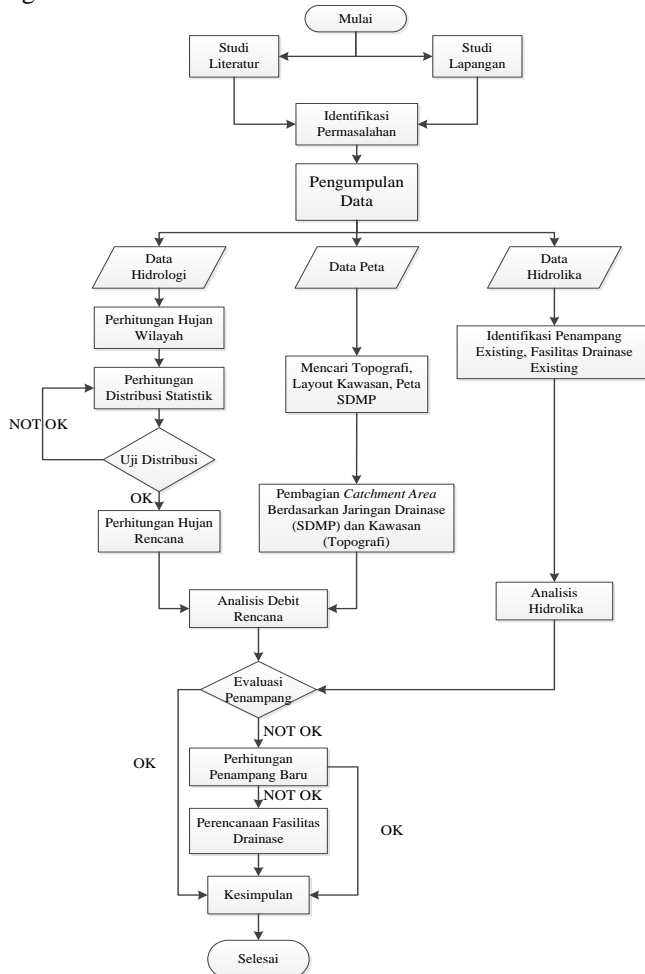 Mulai
Studi
Literatur
Studi
Lapangan
Identifikasi
Permasalahan
Pengumpulan
Data
Data
Hidrologi
Data Peta
Data
Hidrolika
Perhitungan Hujan
Wilayah
Identifikasi Penampang
Existing, Fasilitas Drainase
Existing
Mencari Topografi,
Layout Kawasan, Peta
SDMP
Perhitungan
Distribusi Statistik
NOT OK
Uji Distribusi
OK
Perhitungan Hujan
Rencana
Pembagian Catchment Area
Berdasarkan Jaringan Drainase
(SDMP) dan Kawasan
(Topografi)
Analisis Debit
Rencana
Analisis
Hidrolika
Evaluasi
Penampang
NOT OK
OK
Perhitungan
Penampang Baru
NOT OK
OK
Perencanaan Fasilitas
Drainase
Kesimpulan
Selesai